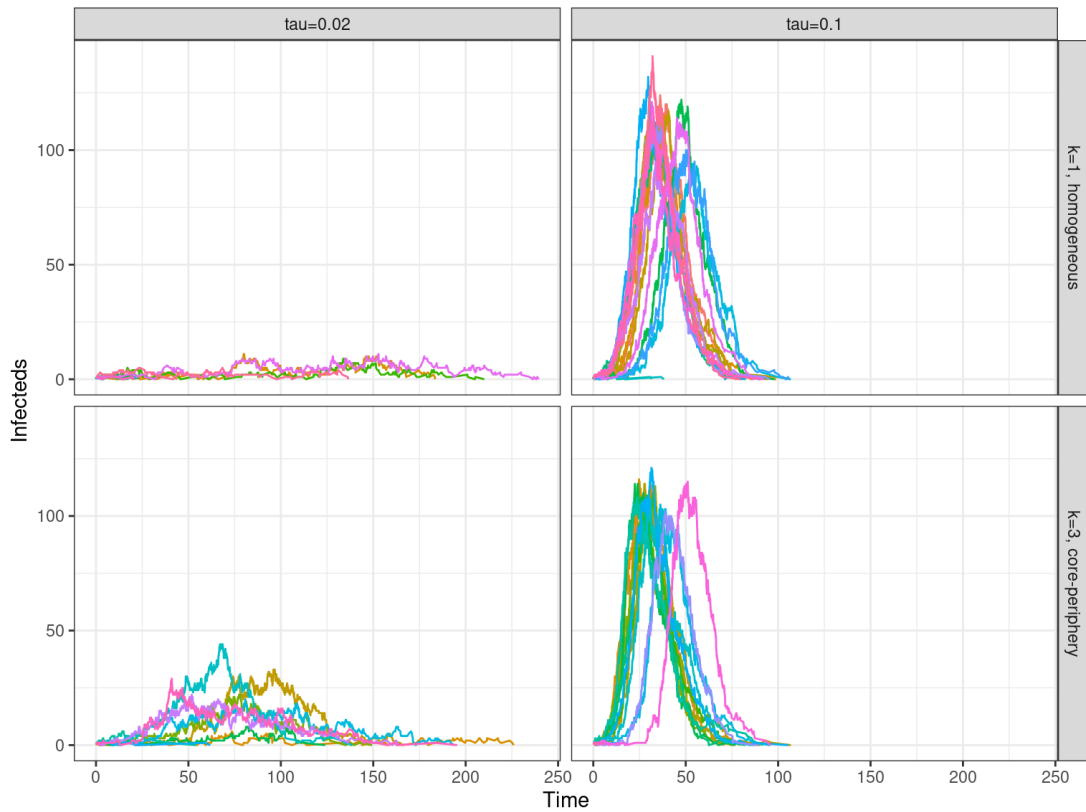 tau=0.02
tau=0.1
100
50
0
k=1, homogeneous
Infecteds
100
50
0
k=3, core-periphery
0 50 100 150 200 250 0 50 100 150 200 250
Time